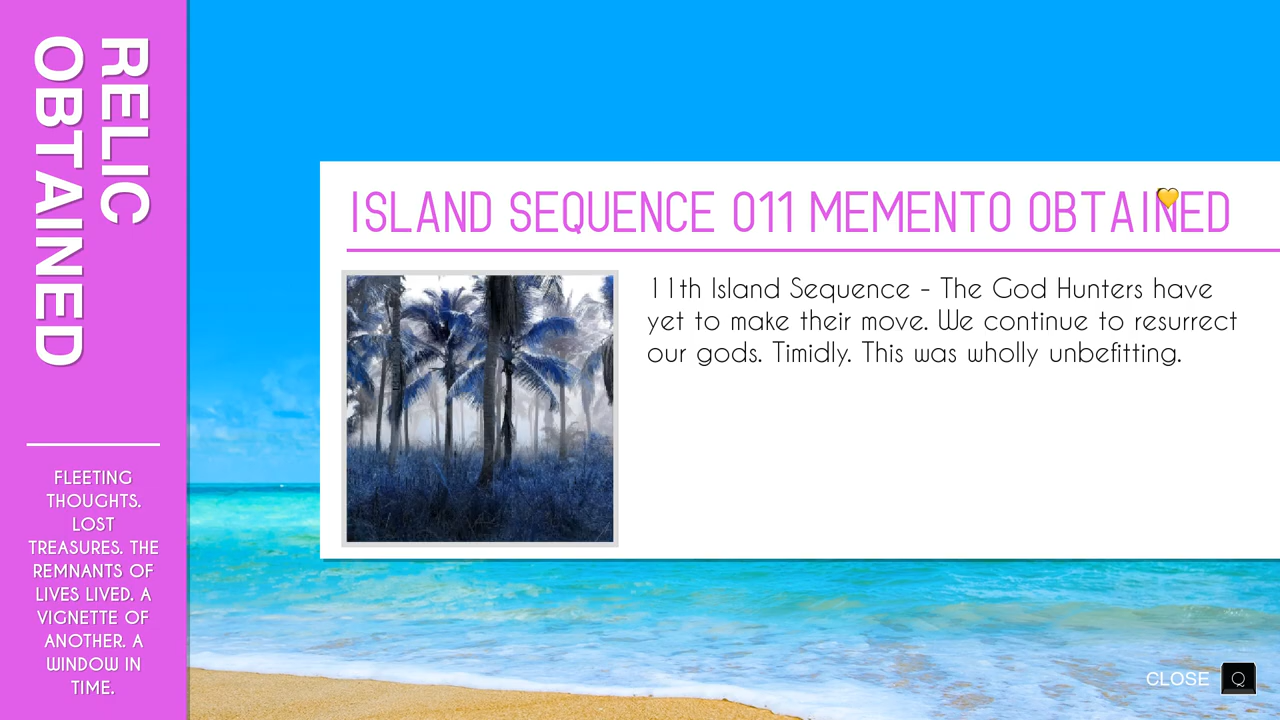 RELIC
OBTAINED
FLEETING
THOUGHTS.
LOST
TREASURES. THE
REMNANTS OF
LIVES LIVED. A
VIGNETTE OF
ANOTHER. A
WINDOW IN
TIME.
ISLAND SEQUENCE 011 MEMENTO OBTAINED
11th Island Sequence - The God Hunters have
yet to make their move. We continue to resurrect
our gods. Timidly. This was wholly unbefitting.
CLOSE Q